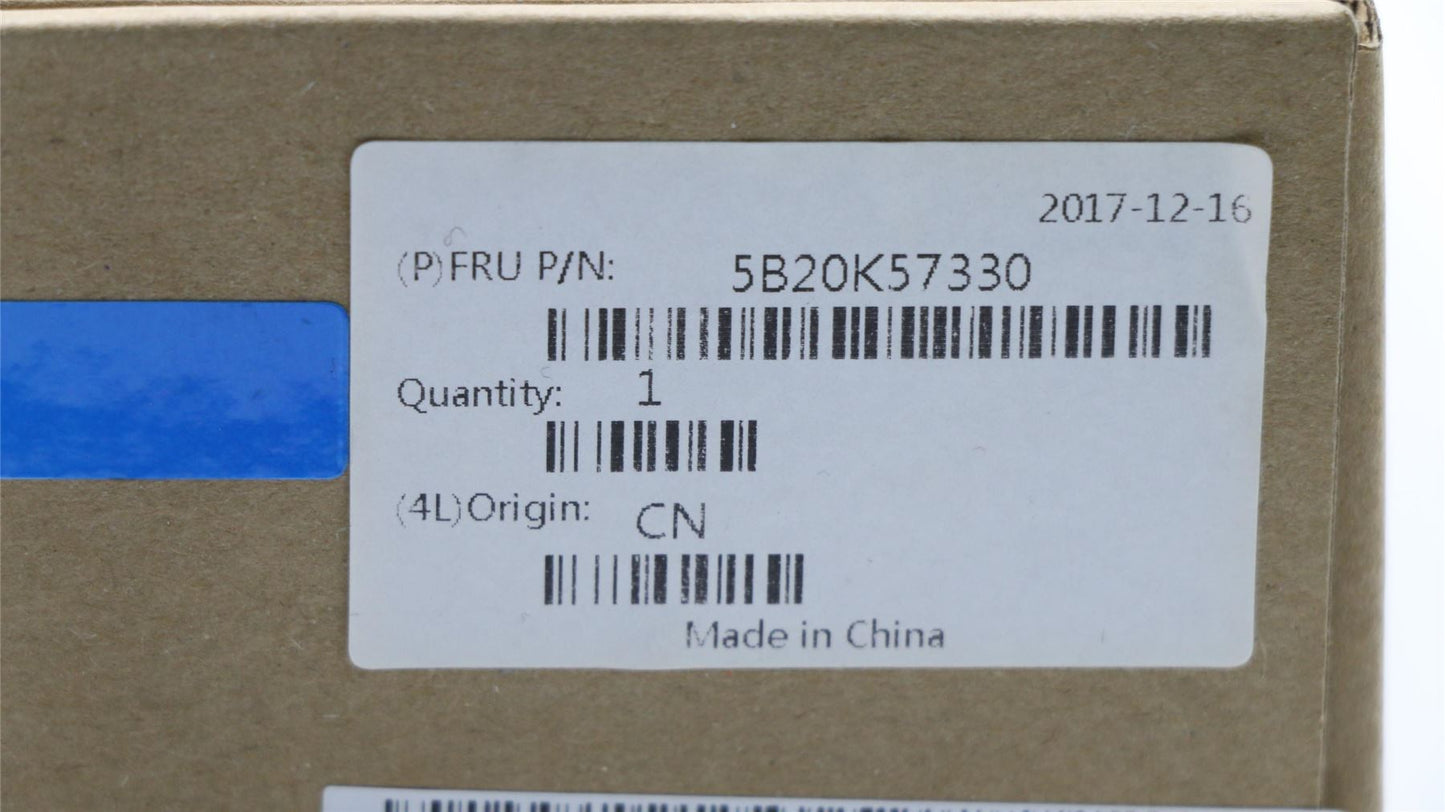 2017-12-16
(P)FRU P/N: 5B20K57330
Quantity: 1
(4L)Origin: CN
Made in China